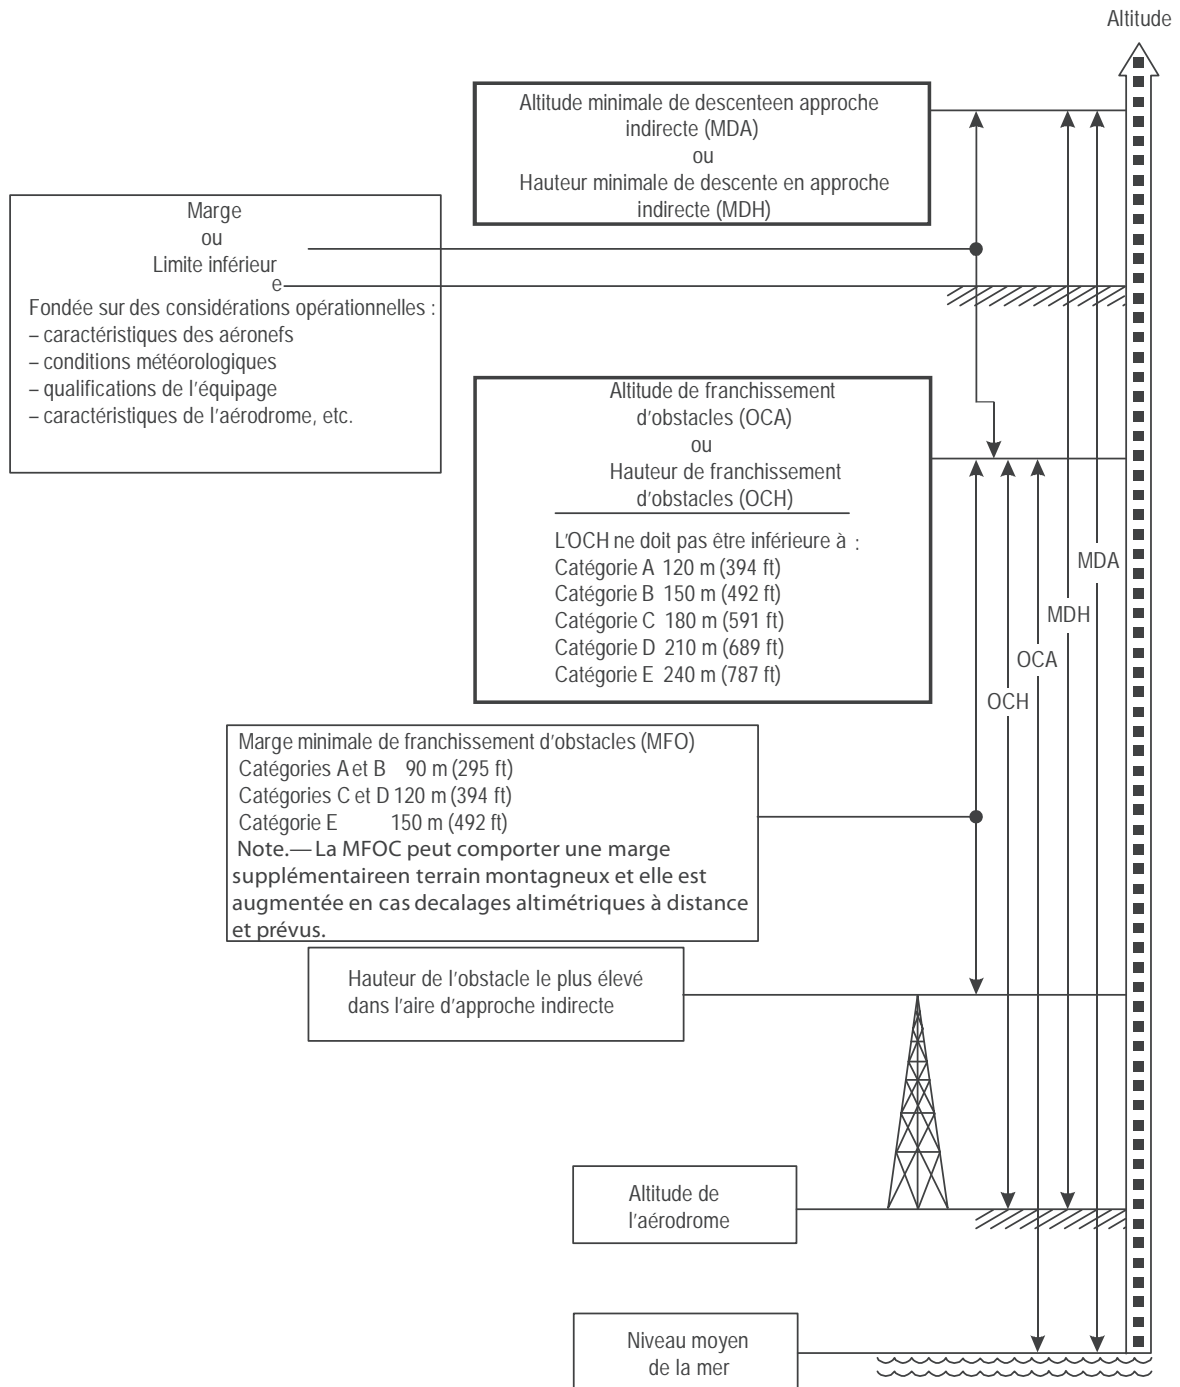 Altitude
Altitude minimale de descenteen approche
indirecte (MDA)
ou
Hauteur minimale de descente en approche
indirecte (MDH)
Marge
ou
Limite inférieur
e
Fondée sur des considérations opérationnelles :
– caractéristiques des aéronefs
– conditions météorologiques
– qualifications de l'équipage
– caractéristiques de l'aérodrome, etc.
Altitude de franchissement
d'obstacles (OCA)
ou
Hauteur de franchissement
d'obstacles (OCH)
L'OCH ne doit pas être inférieure à :
Catégorie A 120 m (394 ft)
Catégorie B 150 m (492 ft)
Catégorie C 180 m (591 ft)
Catégorie D 210 m (689 ft)
Catégorie E 240 m (787 ft)
MDA
MDH
OCA
OCH
Marge minimale de franchissement d'obstacles (MFO)
Catégories A et B 90 m (295 ft)
Catégories C et D 120 m (394 ft)
Catégorie E 150 m (492 ft)
Note.— La MFOC peut comporter une marge
supplémentaireen terrain montagneux et elle est
augmentée en cas decalages altimétriques à distance
et prévus.
Hauteur de l'obstacle le plus élevé
dans l'aire d'approche indirecte
Altitude de
l'aérodrome
Niveau moyen
de la mer